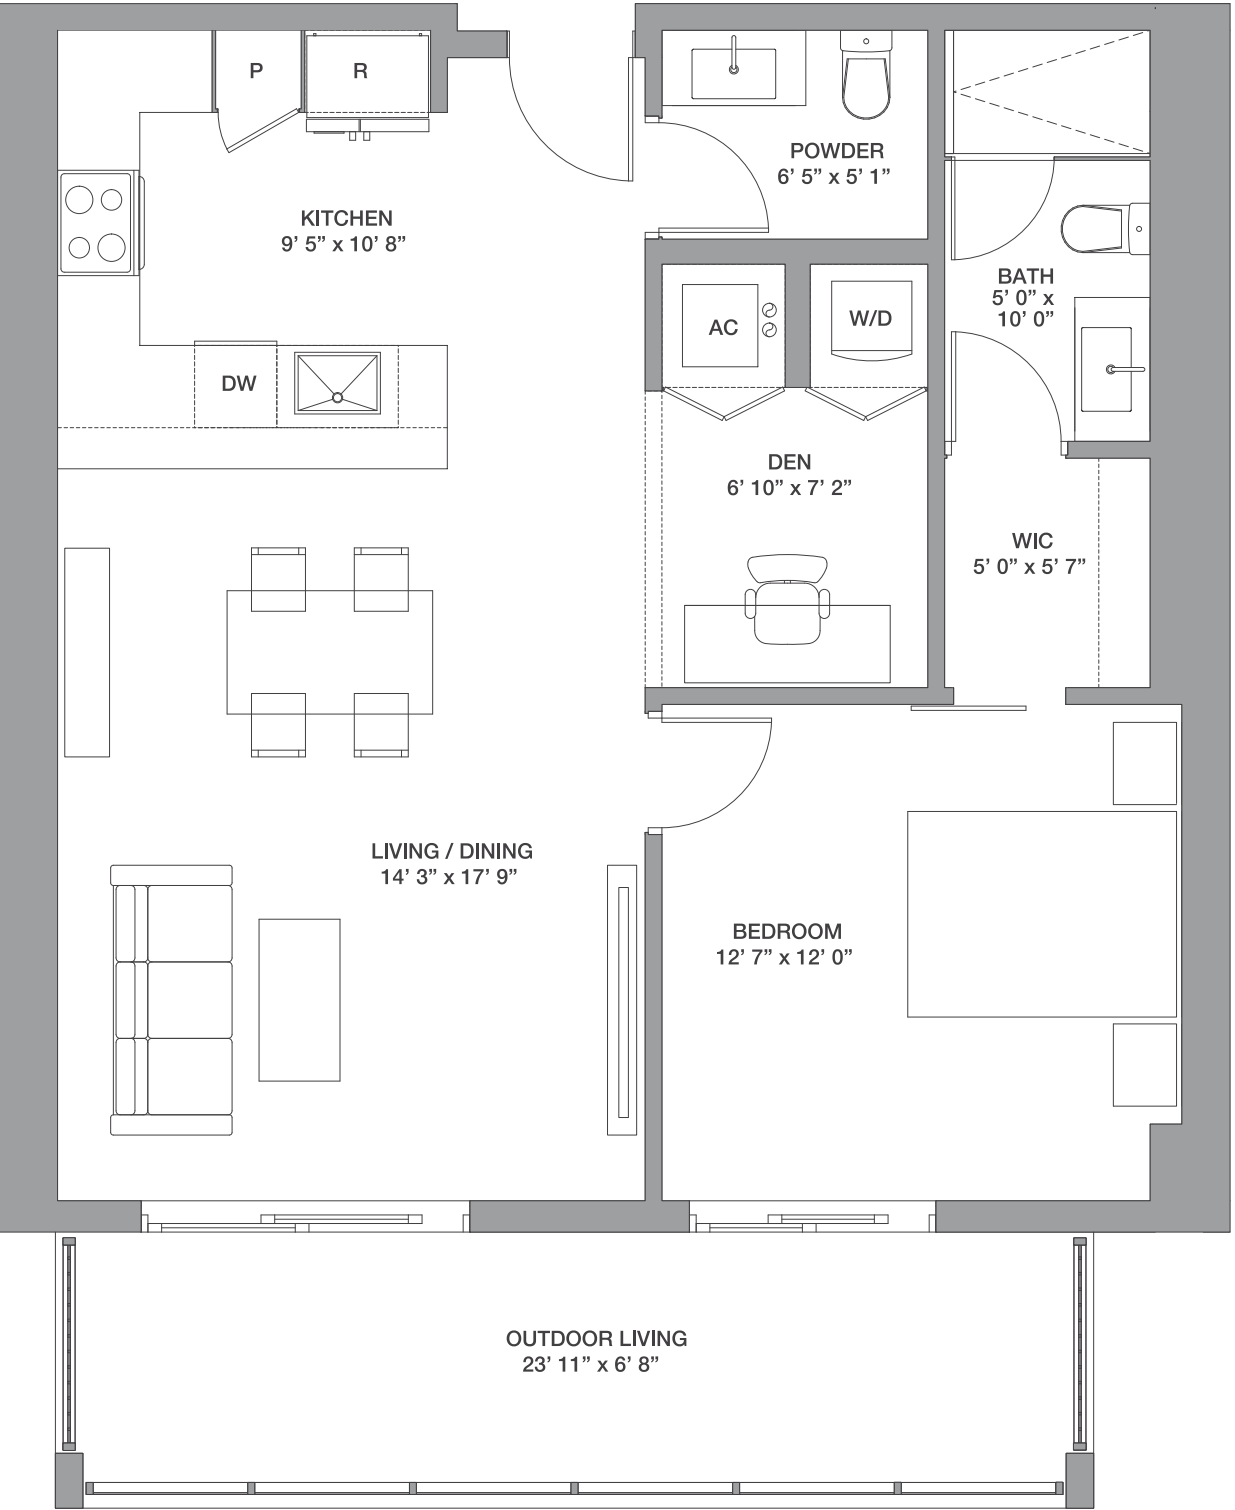 P
R
POWDER
6’ 5” x 5’ 1”
KITCHEN
9’ 5” x 10’ 8”
BATH
5’ 0” x
10’ 0”
AC
W/D
DW
DEN
6’ 10” x 7’ 2”
WIC
5’ 0” x 5’ 7”
LIVING / DINING
14’ 3” x 17’ 9”
BEDROOM
12’ 7” x 12’ 0”
OUTDOOR LIVING
23’ 11” x 6’ 8”